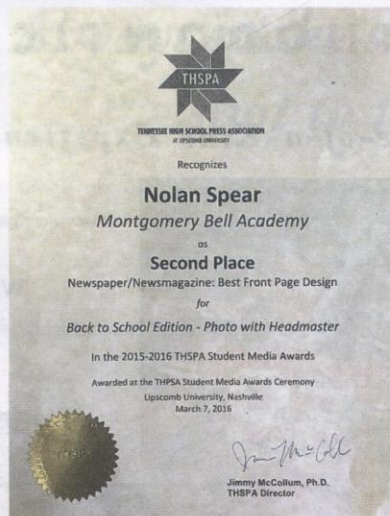 THSPA
TENNESSEE HIGH SCHOOL PRESS ASSOCIATION
AT LIPSCOMB UNIVERSITY
Recognizes
Nolan Spear
Montgomery Bell Academy
as
Second Place
Newspaper/Newsmagazine: Best Front Page Design
for
Back to School Edition - Photo with Headmaster
In the 2015-2016 THSPA Student Media Awards
Awarded at the THPSA Student Media Awards Ceremony
Lipscomb University, Nashville
March 7, 2016
THSPA
Jimmy McCollum, Ph.D.
THSPA Director